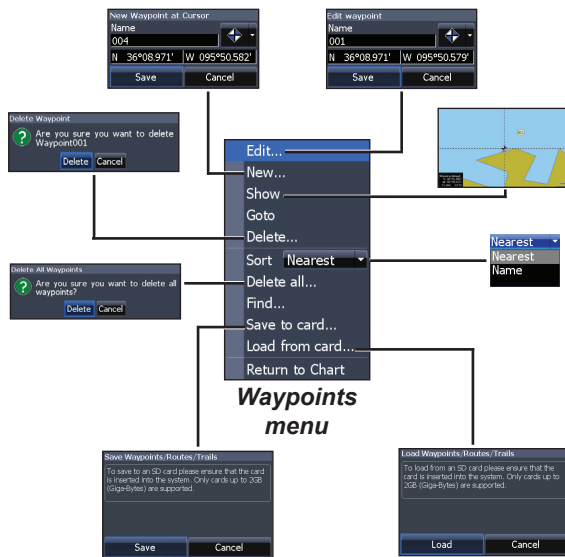 New Waypoint at Cursor
Name
004
N 36°08.971' W 095°50.582'
Save Cancel
Edit waypoint
Name
001
N 36°08.971' W 095°50.579'
Save Cancel
Delete Waypoint
? Are you sure you want to delete
Waypoint001
Delete Cancel
Edit...
New...
Show
Goto
Delete...
Sort Nearest
Delete all...
Find...
Save to card...
Load from card...
Return to Chart
Nearest
Nearest
Name
Delete All Waypoints
? Are you sure you want to delete all
waypoints?
Delete Cancel
Waypoints
menu
Save Waypoints/Routes/Trails
To save to an SD card please ensure that the card
is inserted into the system. Only cards up to 2GB
(Giga-Bytes) are supported.
Save Cancel
Load Waypoints/Routes/Trails
To load from an SD card please ensure that the
card is inserted into the system. Only cards up to
2GB (Giga-Bytes) are supported.
Load Cancel